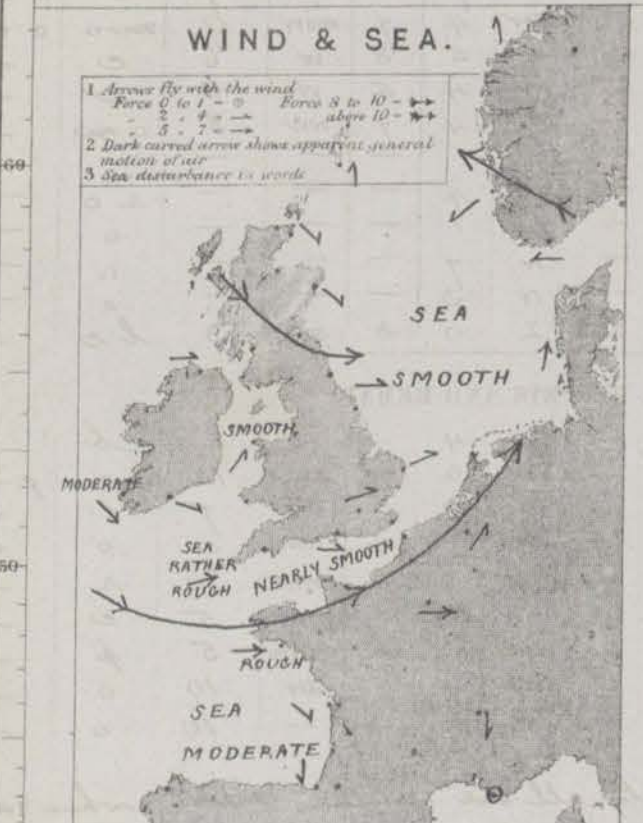 WIND & SEA.
1 Arrows fly with the wind
Force 0 to 1 - ⊙ Force 8 to 10 -
" 2 " 4 - above 10 -
" 5 " 7 -
2 Dark curved arrow shows apparent general
motion of air
3 Sea disturbance in words
60
SEA
SMOOTH
SMOOTH
MODERATE
SEA
RATHER
ROUGH
NEARLY SMOOTH
50
ROUGH
SEA
MODERATE